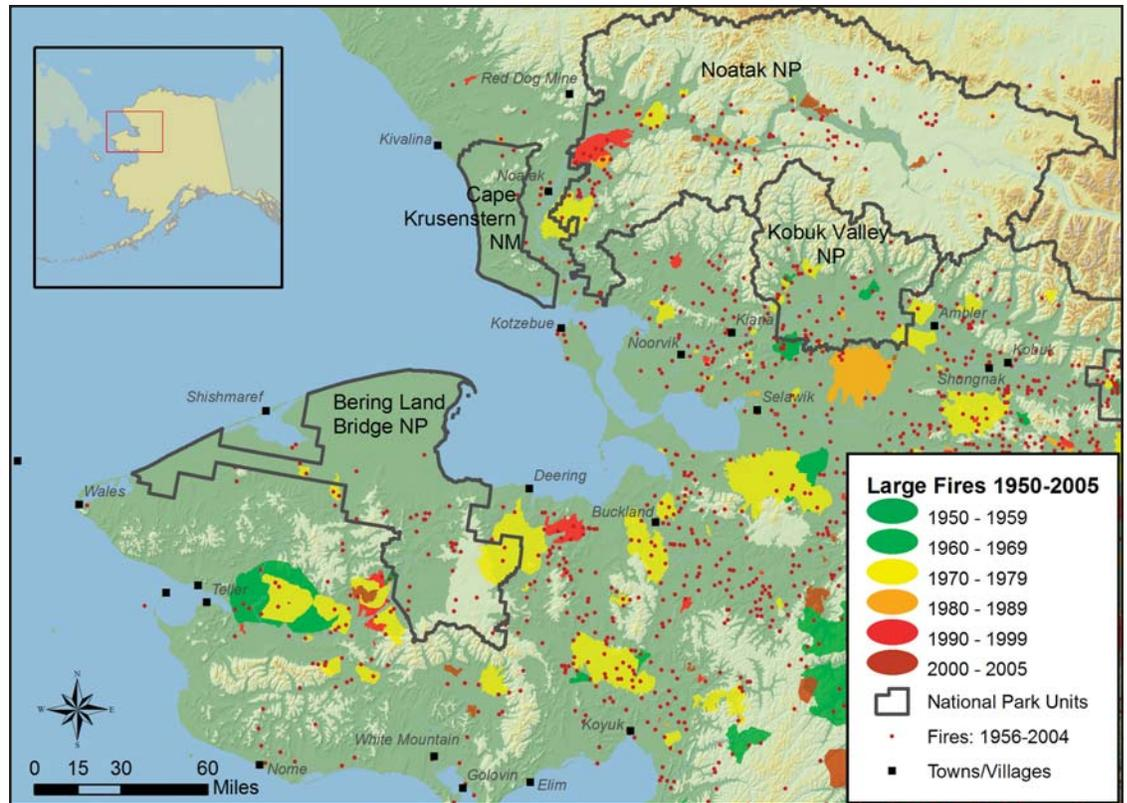 Noatak NP
Red Dog Mine
Kivalina
Noatak
Cape
Krusenstern
NM
Kobuk Valley
NP
Kotzebue
Kiana
Noorvik
Ambler
Kobuk
Shungnak
Selawik
Shishmaref
Bering Land
Bridge NP
Wales
Deering
Buckland
Teller
Koyuk
White Mountain
Nome
Golovin
Elim
N
W
E
S
0 15 30 60
Miles
Large Fires 1950-2005
1950 - 1959
1960 - 1969
1970 - 1979
1980 - 1989
1990 - 1999
2000 - 2005
National Park Units
Fires: 1956-2004
Towns/Villages